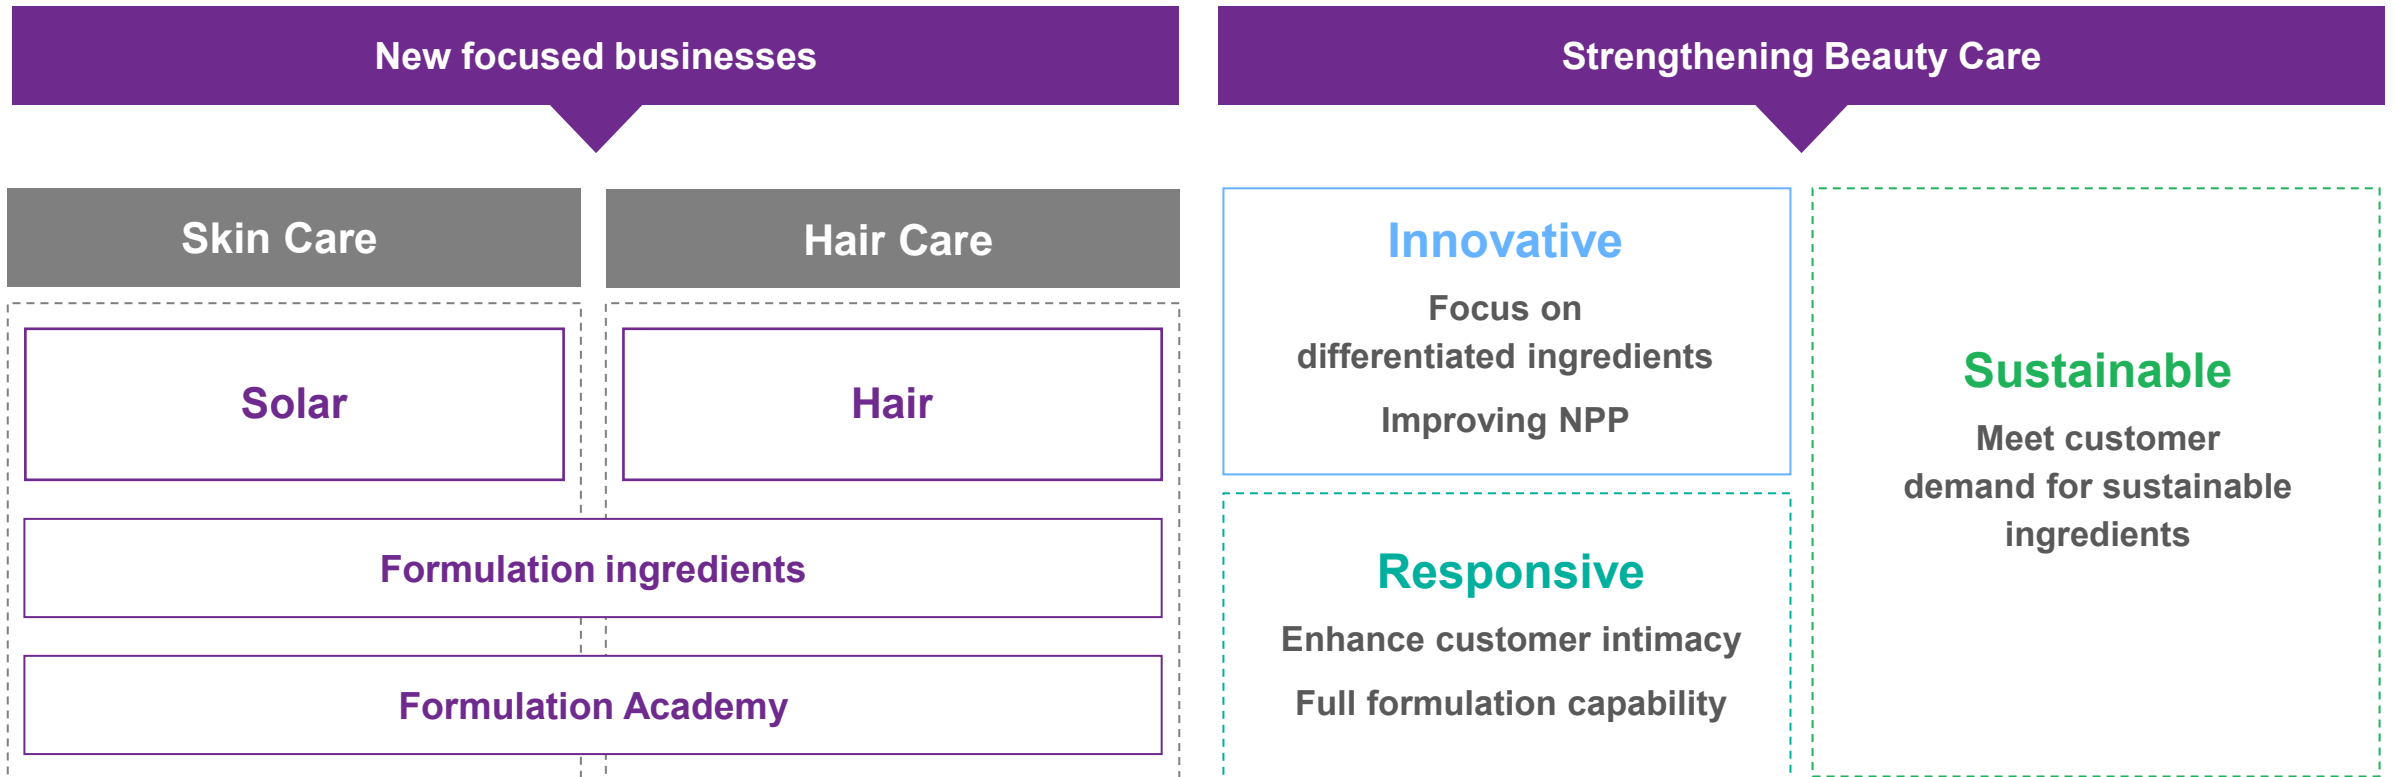 New focused businesses
Skin Care
Hair Care
Solar
Hair
Formulation ingredients
Formulation Academy
Strengthening Beauty Care
Innovative
Focus on
differentiated ingredients
Improving NPP
Responsive
Enhance customer intimacy
Full formulation capability
Sustainable
Meet customer
demand for sustainable
ingredients